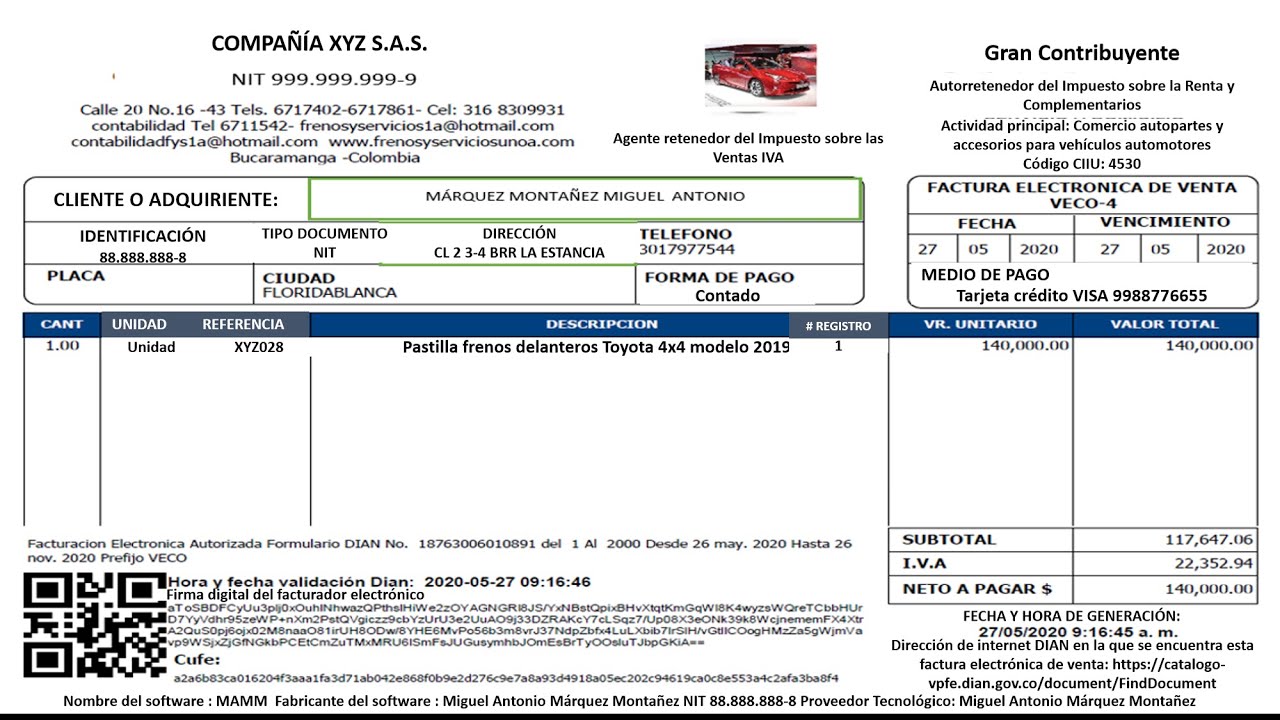 COMPAÑÍA XYZ S.A.S.
NIT 999.999.999-9
Calle 20 No.16 -43 Tels. 6717402-6717861- Cel: 316 8309931
contabilidad Tel 6711542- frenosyservicios1a@hotmail.com
contabilidadfys1a@hotmail.com www.frenosyserviciosunoa.com
Bucaramanga -Colombia
Agente retenedor del Impuesto sobre las
Ventas IVA
Gran Contribuyente
Autorretenedor del Impuesto sobre la Renta y
Complementarios
Actividad principal: Comercio autopartes y
accesorios para vehículos automotores
Código CIIU: 4530
CLIENTE O ADQUIRIENTE: MÁRQUEZ MONTAÑEZ MIGUEL ANTONIO
IDENTIFICACIÓN TIPO DOCUMENTO DIRECCIÓN TELEFONO
88.888.888-8 NIT CL 2 3-4 BRR LA ESTANCIA 3017977544
PLACA CIUDAD FORMA DE PAGO
FLORIDABLANCA Contado
FACTURA ELECTRONICA DE VENTA
VECO-4
FECHA VENCIMIENTO
27 05 2020 27 05 2020
MEDIO DE PAGO
Tarjeta crédito VISA 9988776655
CANT UNIDAD REFERENCIA DESCRIPCION # REGISTRO VR. UNITARIO VALOR TOTAL
1.00 Unidad XYZ028 Pastilla frenos delanteros Toyota 4x4 modelo 2019 1 140,000.00 140,000.00
Facturacion Electronica Autorizada Formulario DIAN No. 18763006010891 del 1 Al 2000 Desde 26 may. 2020 Hasta 26
nov. 2020 Prefijo VECO
SUBTOTAL 117,647.06
I.V.A 22,352.94
NETO A PAGAR $ 140,000.00
Hora y fecha validación Dian: 2020-05-27 09:16:46
Firma digital del facturador electrónico
Cufe:
FECHA Y HORA DE GENERACIÓN:
27/05/2020 9:16:45 a. m.
Dirección de internet DIAN en la que se encuentra esta
factura electrónica de venta: https://catalogo-
vpfe.dian.gov.co/document/FindDocument
Nombre del software : MAMM Fabricante del software : Miguel Antonio Márquez Montañez NIT 88.888.888-8 Proveedor Tecnológico: Miguel Antonio Márquez Montañez